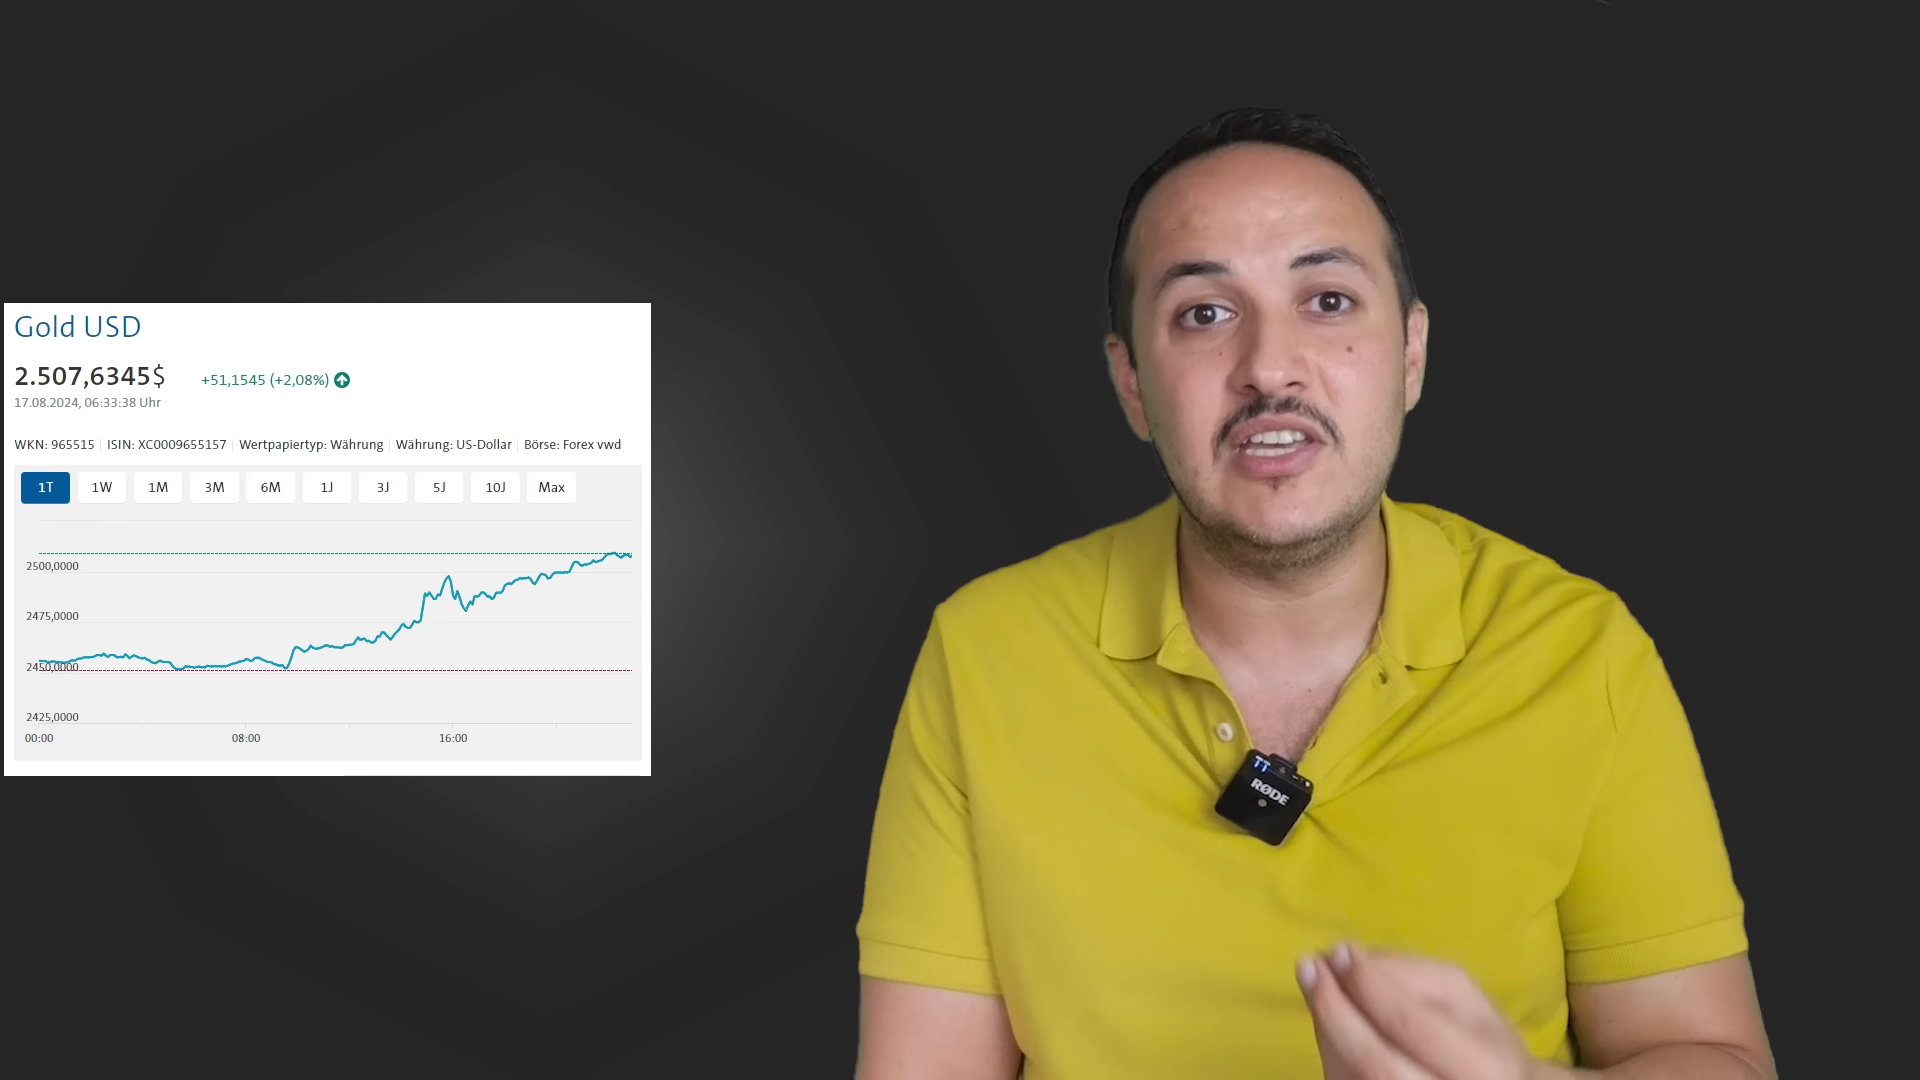 Gold USD
2.507,6345$ +51,1545 (+2,08%)
17.08.2024, 06:33:38 Uhr
WKN: 965515 ISIN: XC0009655157 Wertpapiertyp: Währung Währung: US-Dollar Börse: Forex vwd
1T 1W 1M 3M 6M 1J 3J 5J 10J Max
2500,0000
2475,0000
2450,0000
2425,0000
00:00 08:00 16:00
TT
RØDE